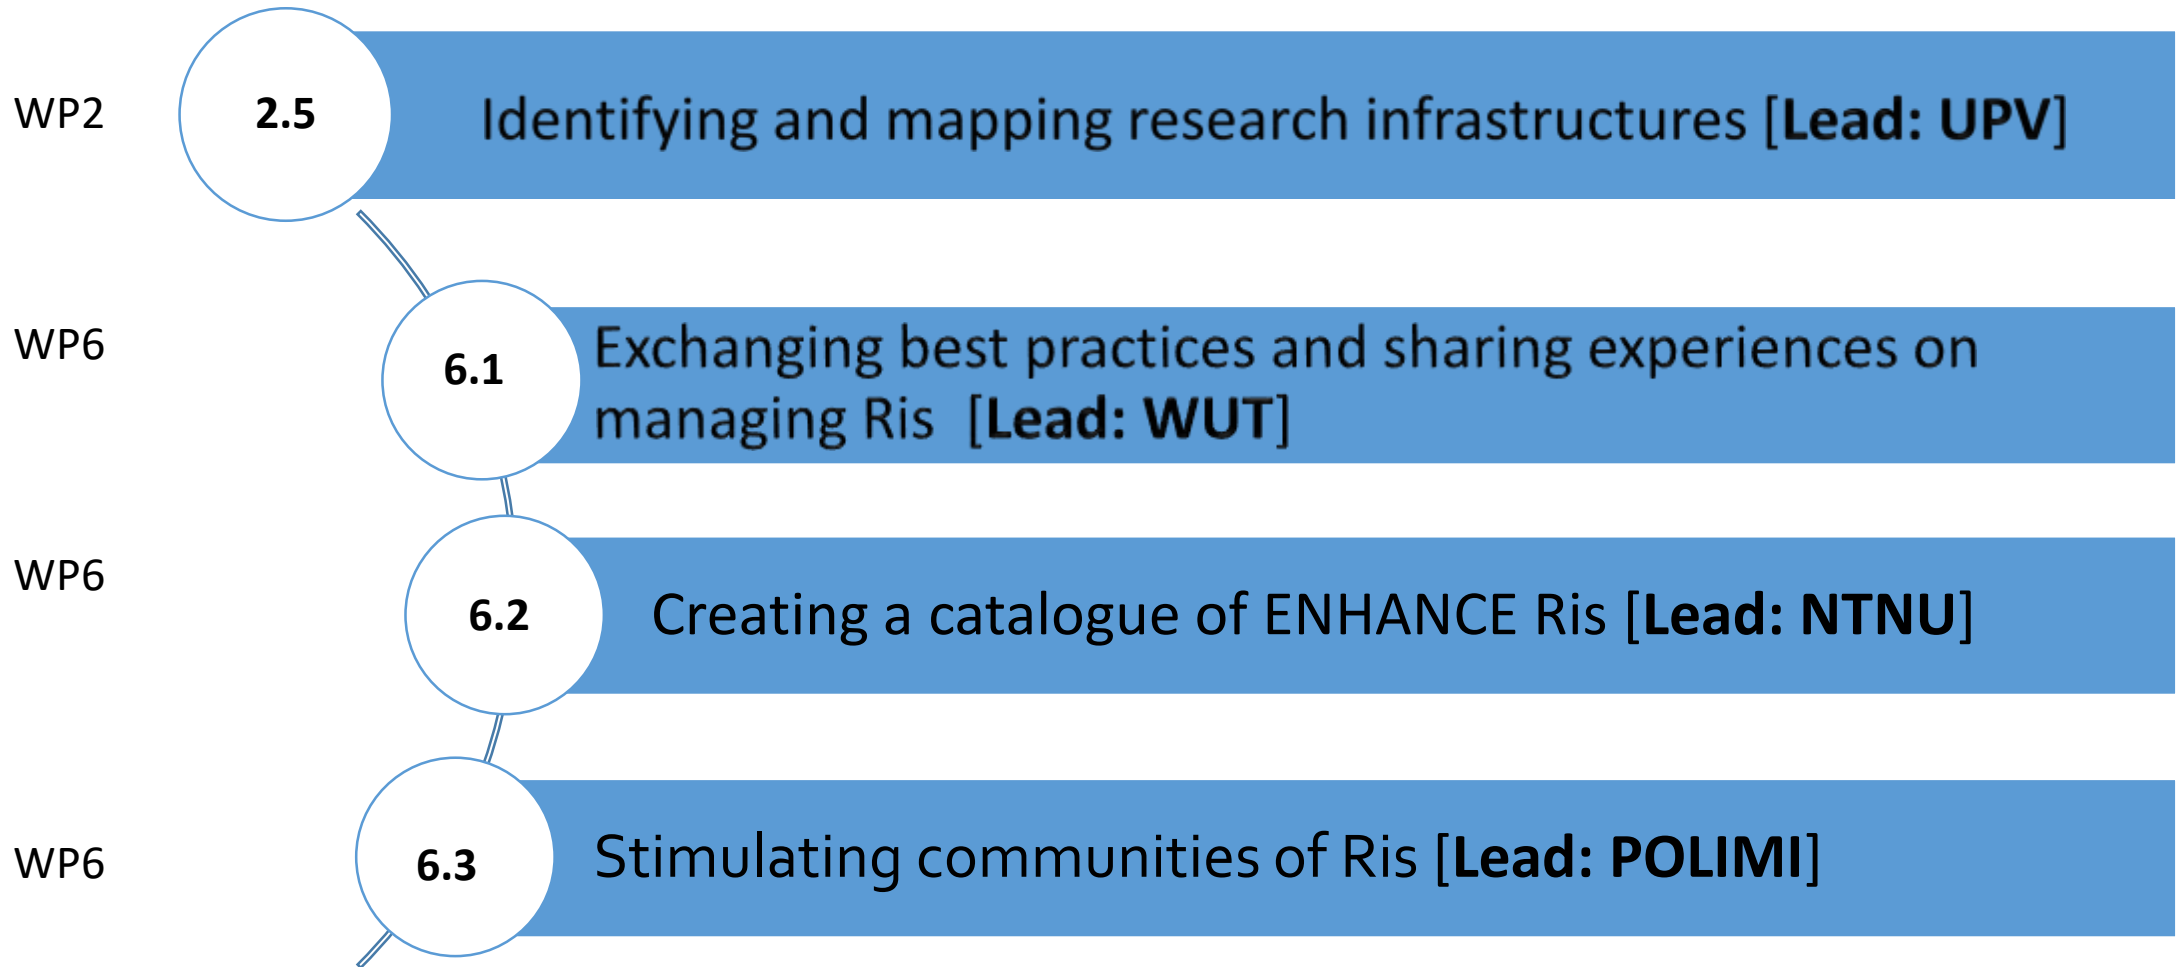 WP2
2.5
Identifying and mapping research infrastructures [Lead: UPV]
WP6
6.1
Exchanging best practices and sharing experiences on
managing Ris [Lead: WUT]
WP6
6.2
Creating a catalogue of ENHANCE Ris [Lead: NTNU]
WP6
6.3
Stimulating communities of Ris [Lead: POLIMI]